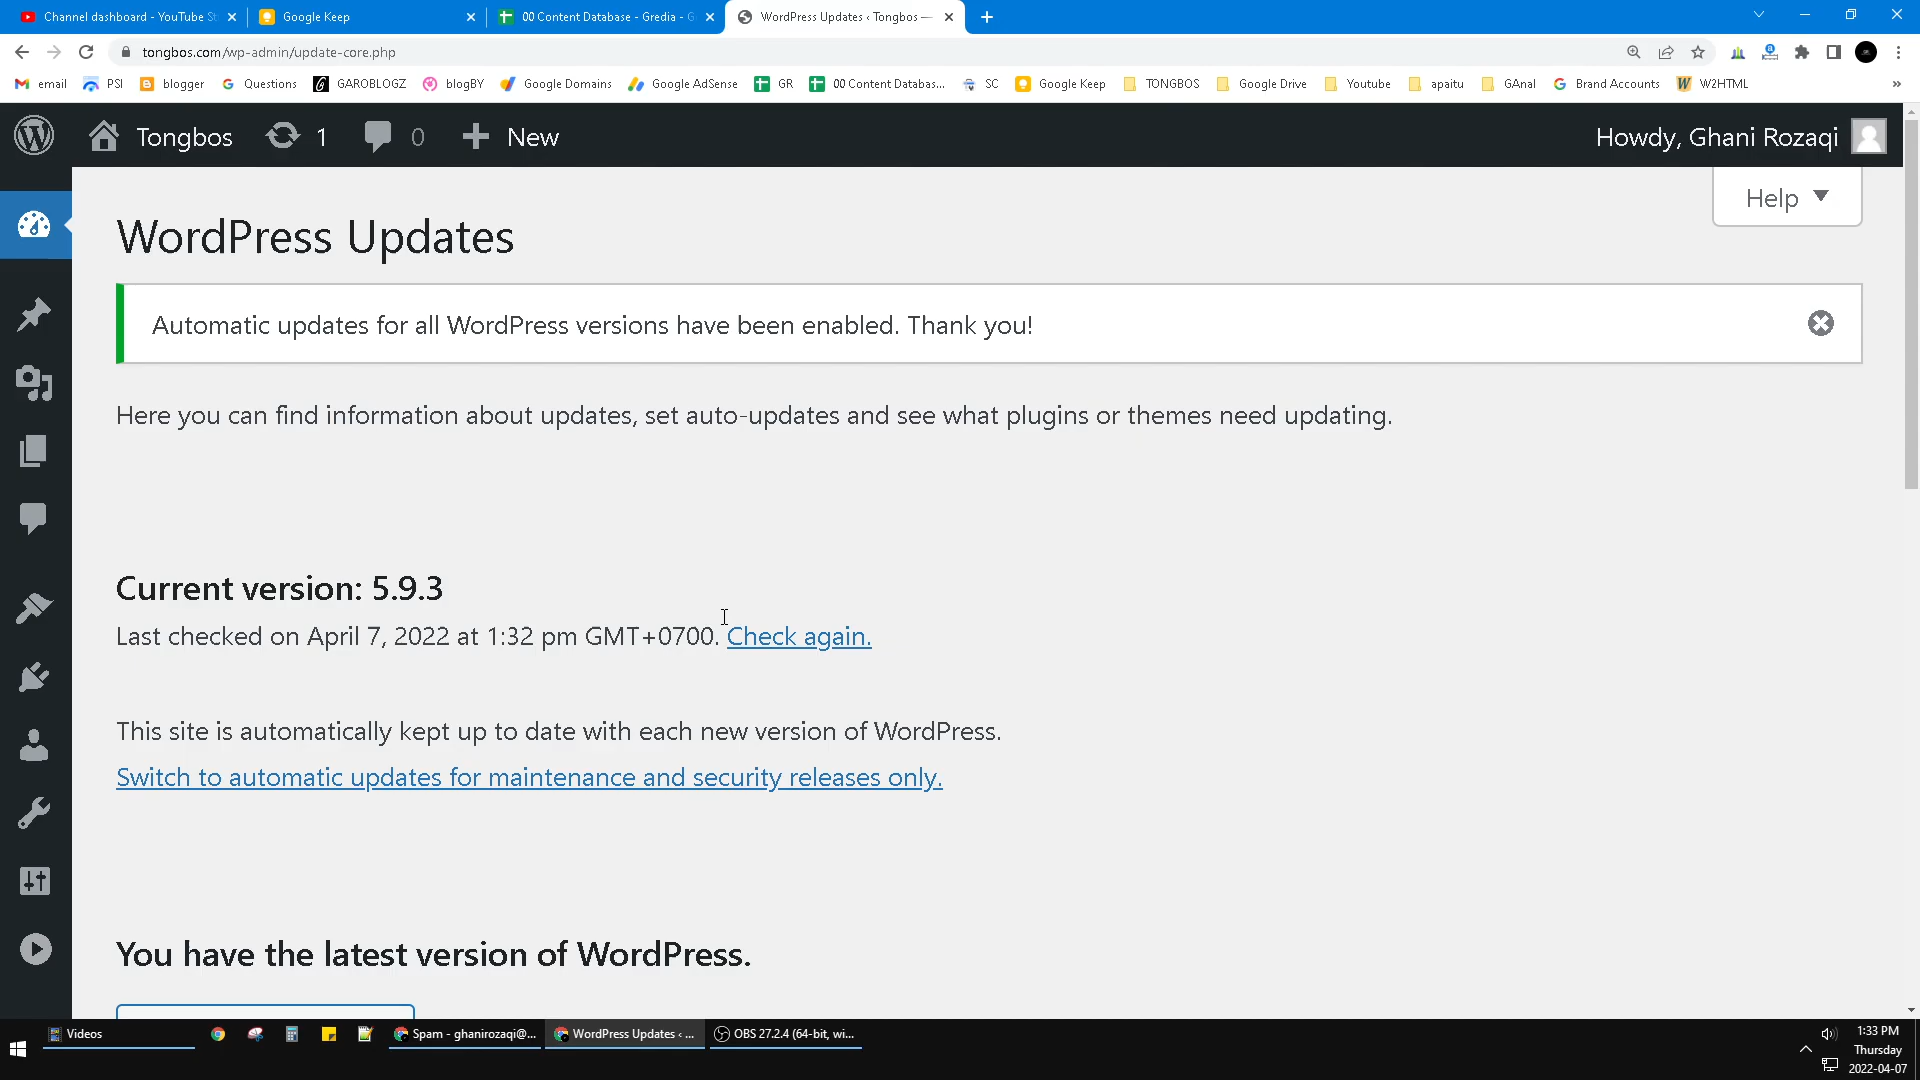 Channel dashboard - YouTube St
Google Keep
00 Content Database - Gredia - G
WordPress Updates ‹ Tongbos —
tongbos.com/wp-admin/update-core.php
email
PSI
blogger
Questions
GAROBLOGZ
blogBY
Google Domains
Google AdSense
GR
00 Content Databas...
SC
Google Keep
TONGBOS
Google Drive
Youtube
apaitu
GAnal
Brand Accounts
W2HTML
»
Tongbos
1
0
New
Howdy, Ghani Rozaqi
Help
WordPress Updates
Automatic updates for all WordPress versions have been enabled. Thank you!
Here you can find information about updates, set auto-updates and see what plugins or themes need updating.
Current version: 5.9.3
Last checked on April 7, 2022 at 1:32 pm GMT+0700. Check again.
This site is automatically kept up to date with each new version of WordPress.
Switch to automatic updates for maintenance and security releases only.
You have the latest version of WordPress.
Videos
Spam - ghanirozaqi@...
WordPress Updates ‹ ...
OBS 27.2.4 (64-bit, wi...
1:33 PM
Thursday
2022-04-07